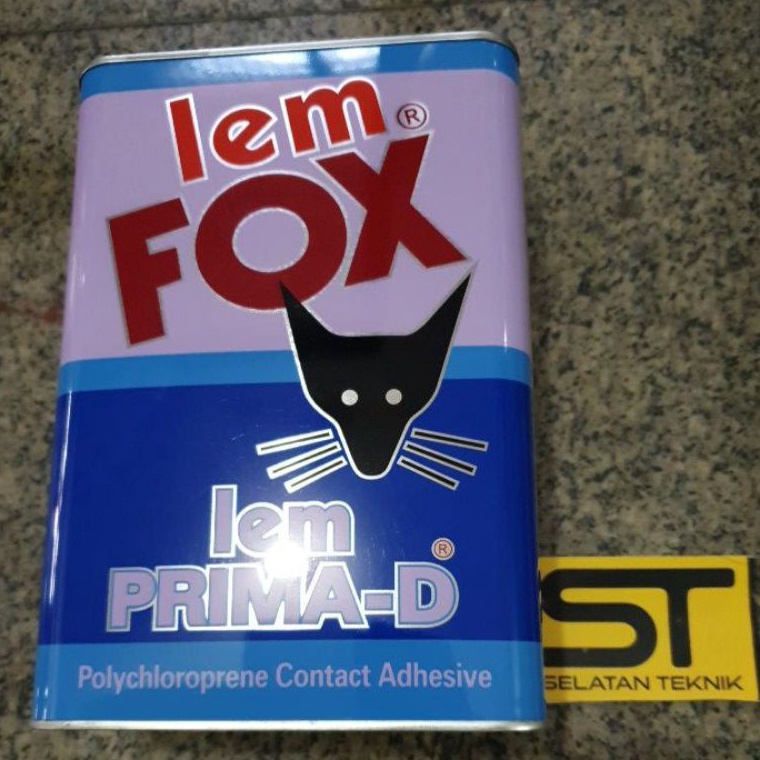 lem®
FOX
lem
PRIMA-D®
Polychloroprene Contact Adhesive
ST
SELATAN TEKNIK